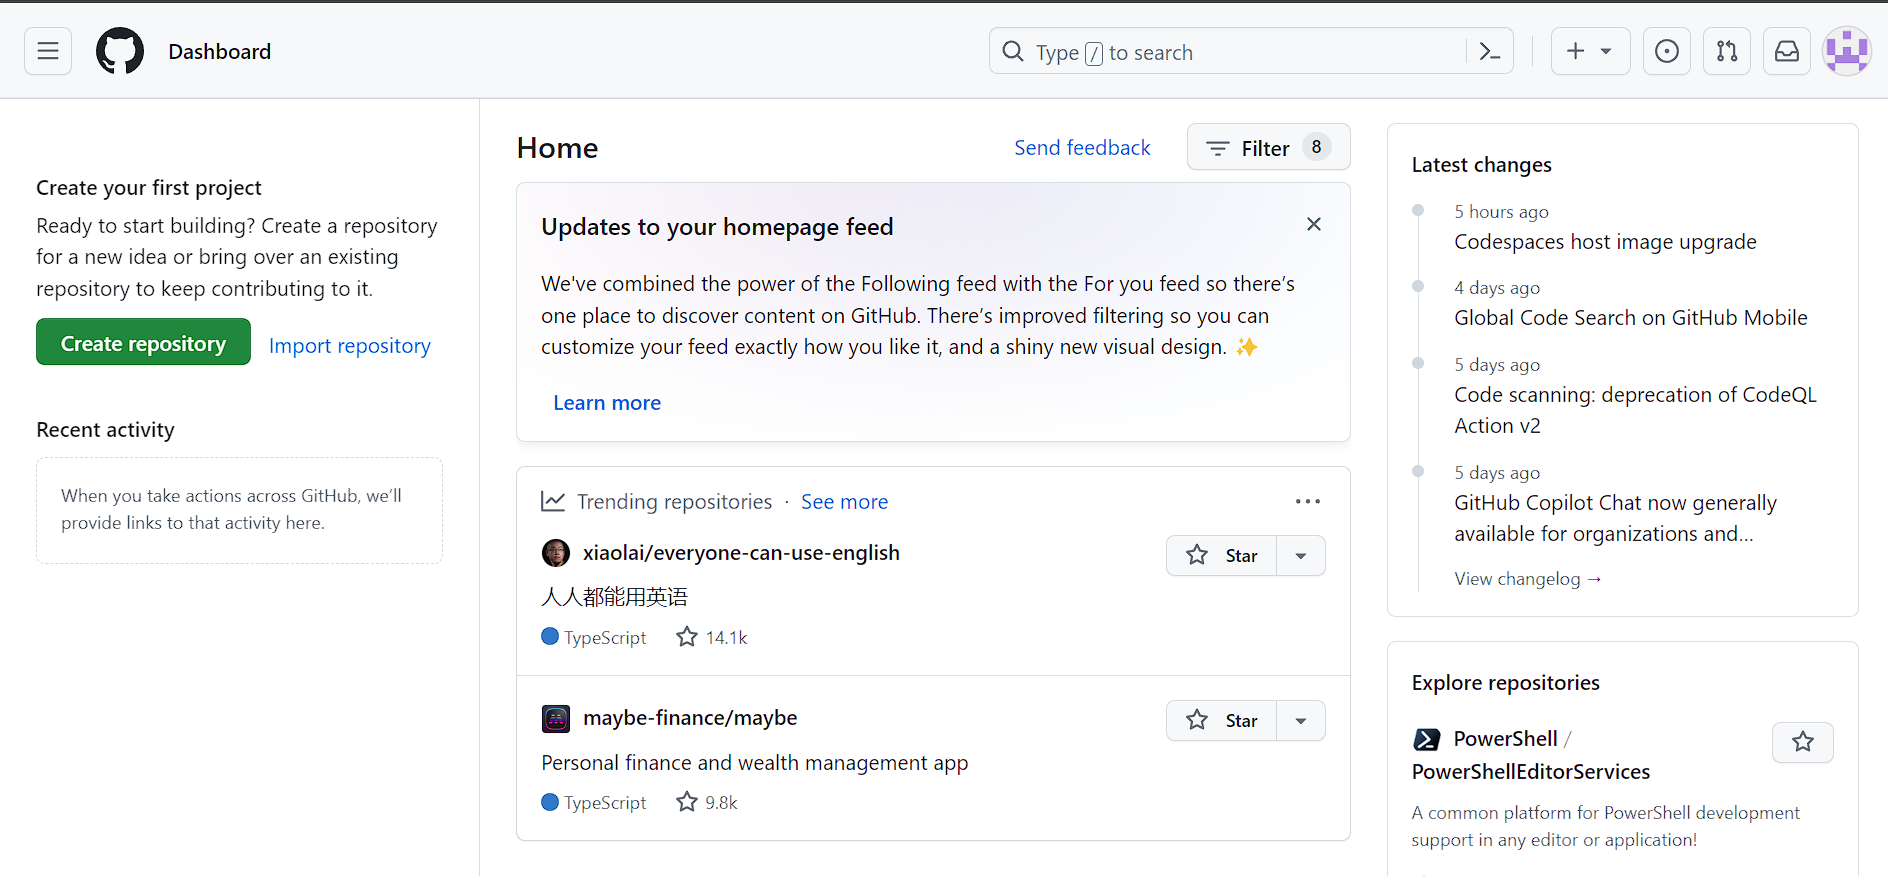 Dashboard
Type / to search
Create your first project
Ready to start building? Create a repository
for a new idea or bring over an existing
repository to keep contributing to it.
Create repository
Import repository
Recent activity
When you take actions across GitHub, we’ll
provide links to that activity here.
Home
Send feedback
Filter 8
Updates to your homepage feed
We've combined the power of the Following feed with the For you feed so there’s
one place to discover content on GitHub. There’s improved filtering so you can
customize your feed exactly how you like it, and a shiny new visual design. ✨
Learn more
Trending repositories · See more
xiaolai/everyone-can-use-english
Star
人人都能用英语
TypeScript
14.1k
maybe-finance/maybe
Star
Personal finance and wealth management app
TypeScript
9.8k
Latest changes
5 hours ago
Codespaces host image upgrade
4 days ago
Global Code Search on GitHub Mobile
5 days ago
Code scanning: deprecation of CodeQL
Action v2
5 days ago
GitHub Copilot Chat now generally
available for organizations and...
View changelog →
Explore repositories
PowerShell /
PowerShellEditorServices
A common platform for PowerShell development
support in any editor or application!